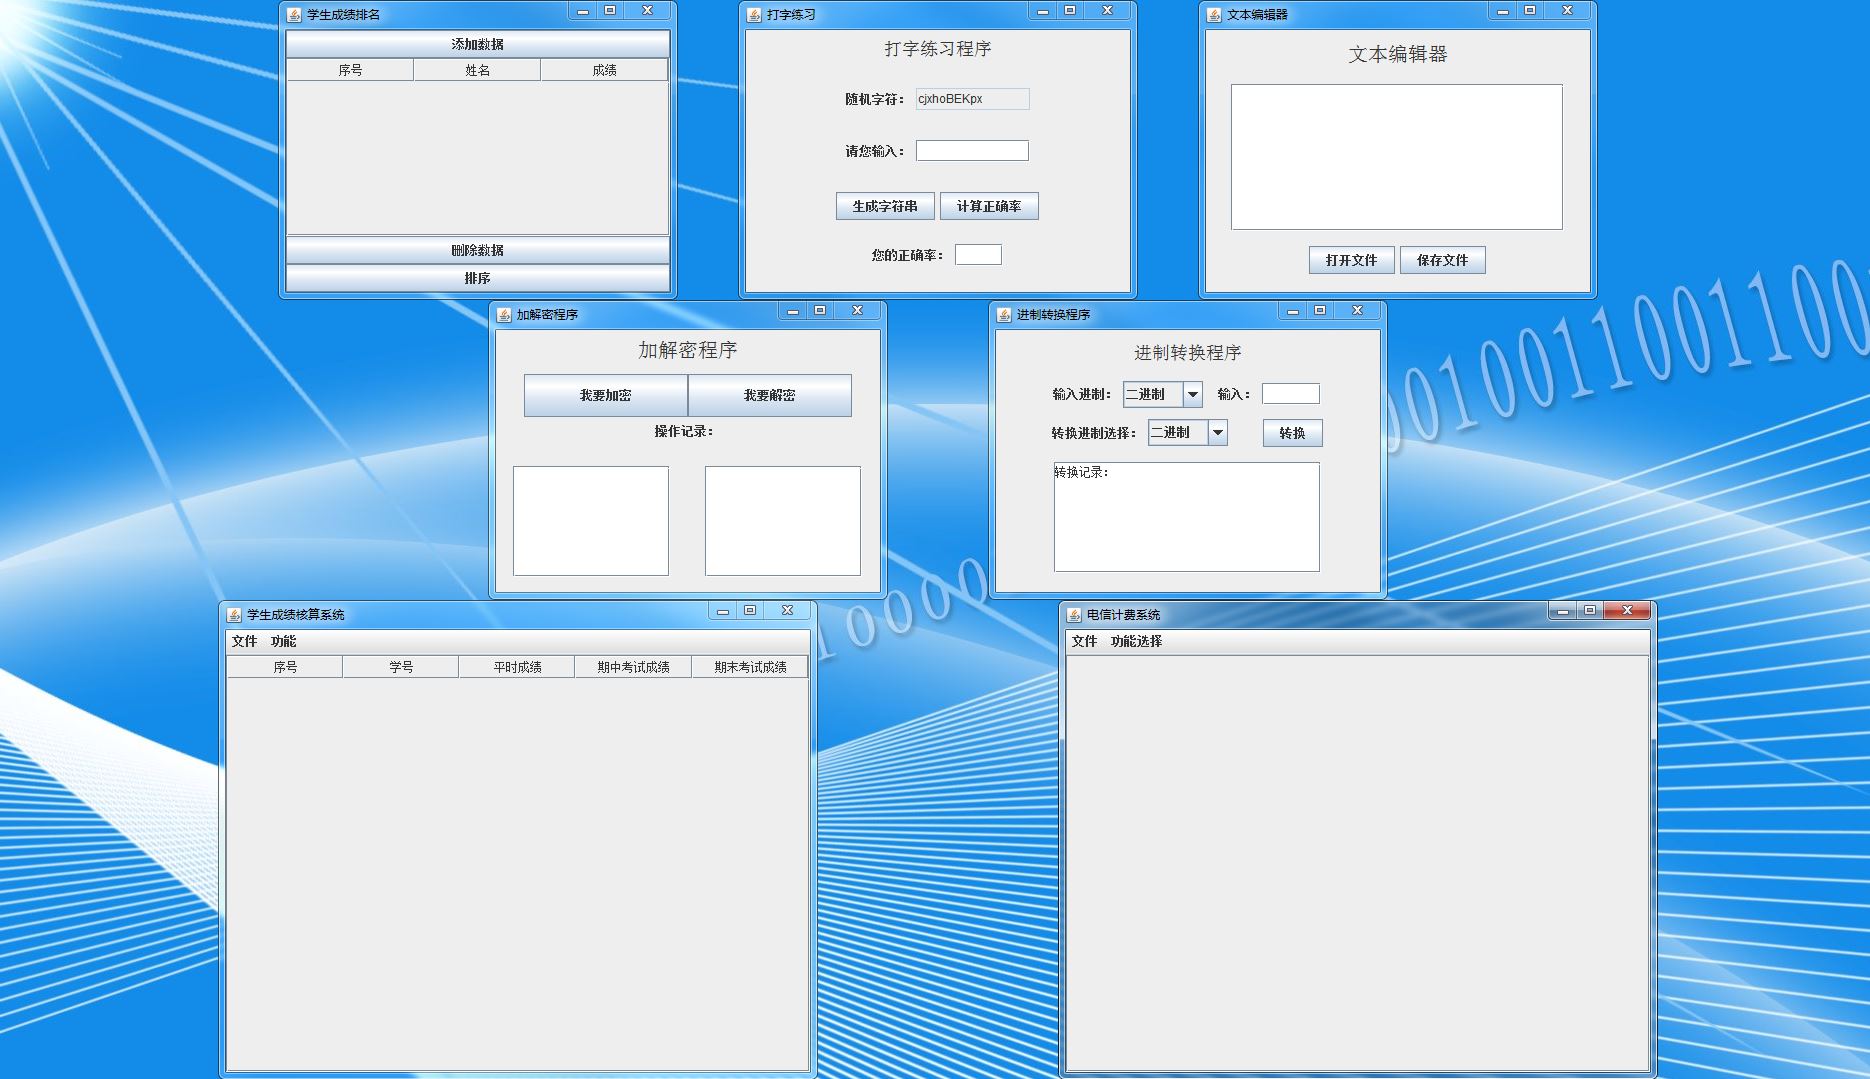 学生成绩排名
添加数据
序号 姓名 成绩
删除数据
排序
打字练习
打字练习程序
随机字符： cjxhoBEKpx
请您输入：
生成字符串 计算正确率
您的正确率：
文本编辑器
文本编辑器
打开文件 保存文件
加解密程序
加解密程序
我要加密 我要解密
操作记录：
进制转换程序
进制转换程序
输入进制： 二进制 输入：
转换进制选择： 二进制 转换
转换记录：
学生成绩核算系统
文件 功能
序号 学号 平时成绩 期中考试成绩 期末考试成绩
电信计费系统
文件 功能选择